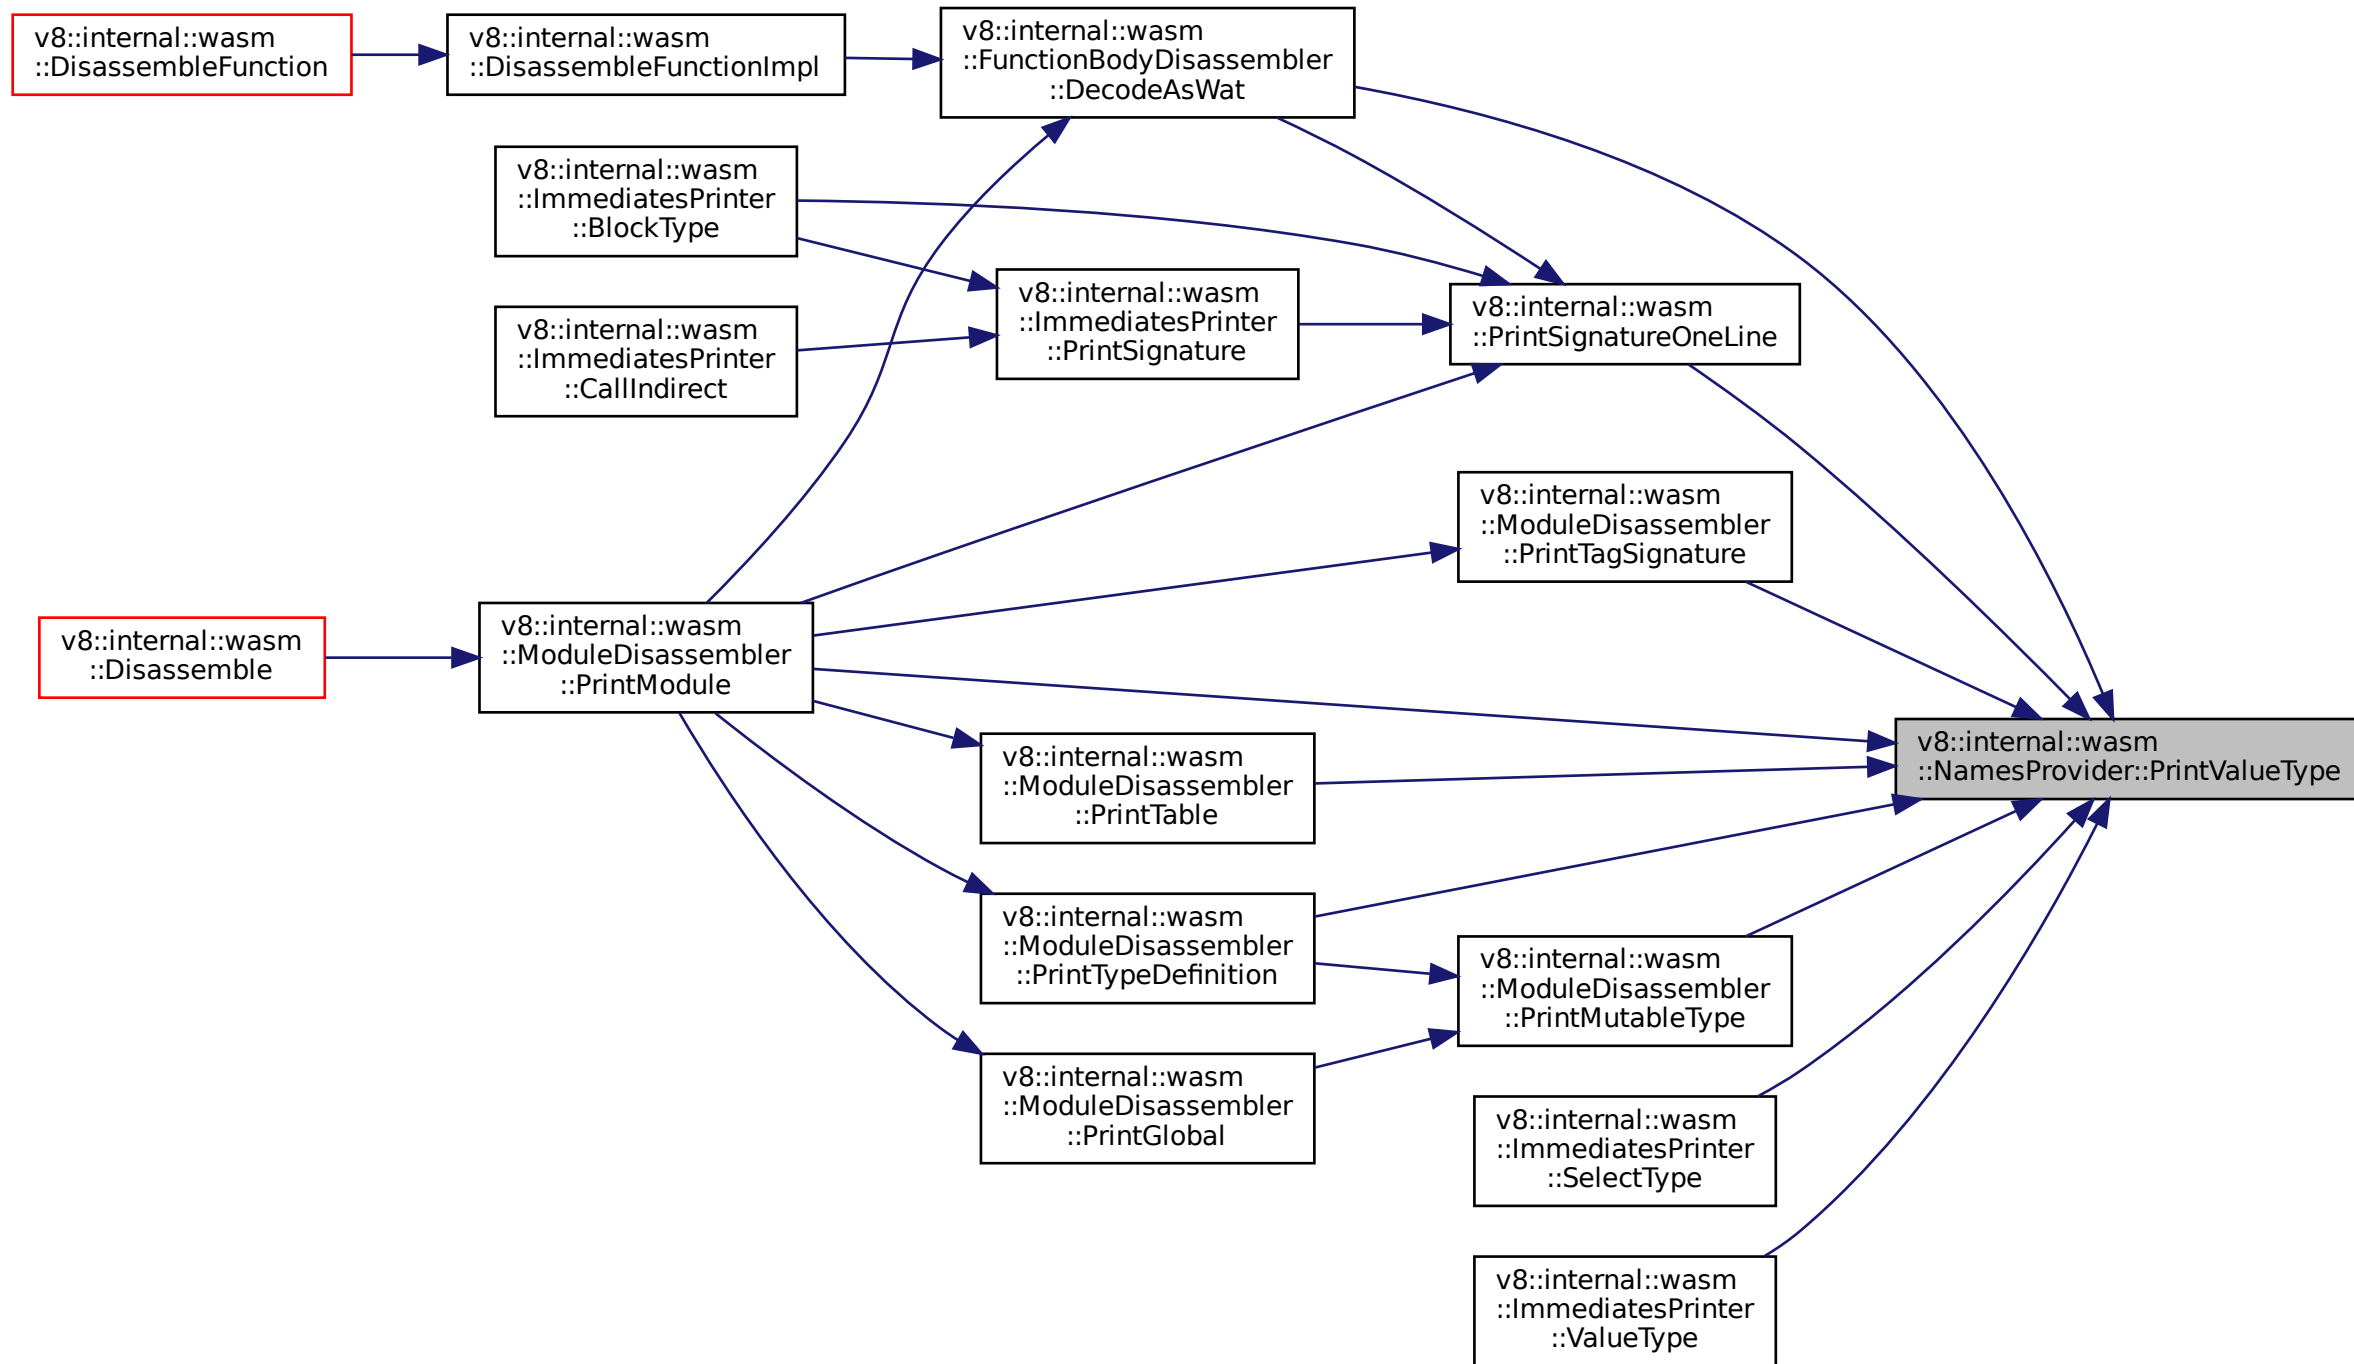 v8::internal::wasm
::DisassembleFunction
v8::internal::wasm
::DisassembleFunctionImpl
v8::internal::wasm
::FunctionBodyDisassembler
::DecodeAsWat
v8::internal::wasm
::ImmediatesPrinter
::BlockType
v8::internal::wasm
::ImmediatesPrinter
::PrintSignature
v8::internal::wasm
::PrintSignatureOneLine
v8::internal::wasm
::ImmediatesPrinter
::CallIndirect
v8::internal::wasm
::ModuleDisassembler
::PrintTagSignature
v8::internal::wasm
::Disassemble
v8::internal::wasm
::ModuleDisassembler
::PrintModule
v8::internal::wasm
::NamesProvider::PrintValueType
v8::internal::wasm
::ModuleDisassembler
::PrintTable
v8::internal::wasm
::ModuleDisassembler
::PrintTypeDefinition
v8::internal::wasm
::ModuleDisassembler
::PrintMutableType
v8::internal::wasm
::ModuleDisassembler
::PrintGlobal
v8::internal::wasm
::ImmediatesPrinter
::SelectType
v8::internal::wasm
::ImmediatesPrinter
::ValueType